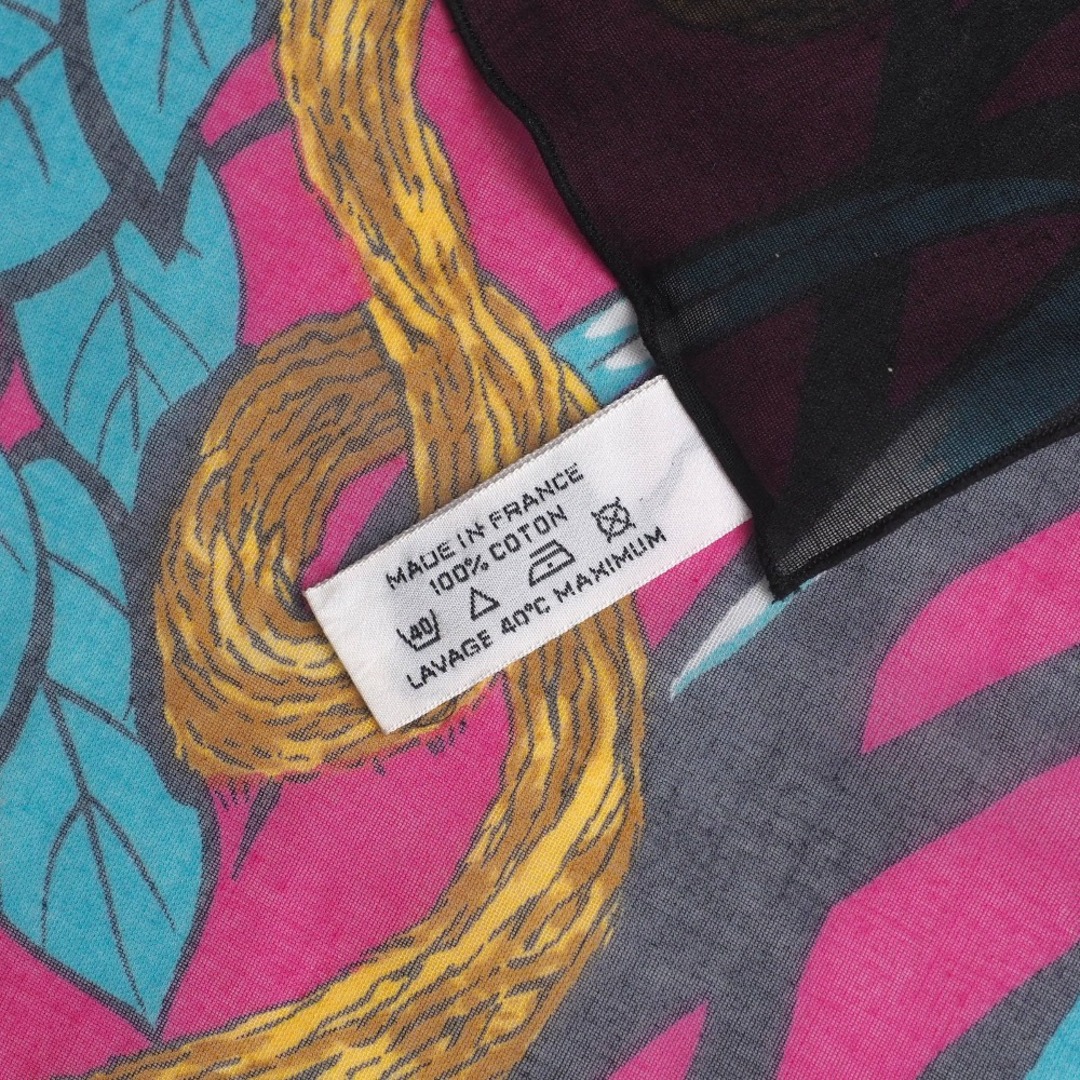 MADE IN FRANCE
100% COTON
40
LAVAGE 40°C MAXIMUM